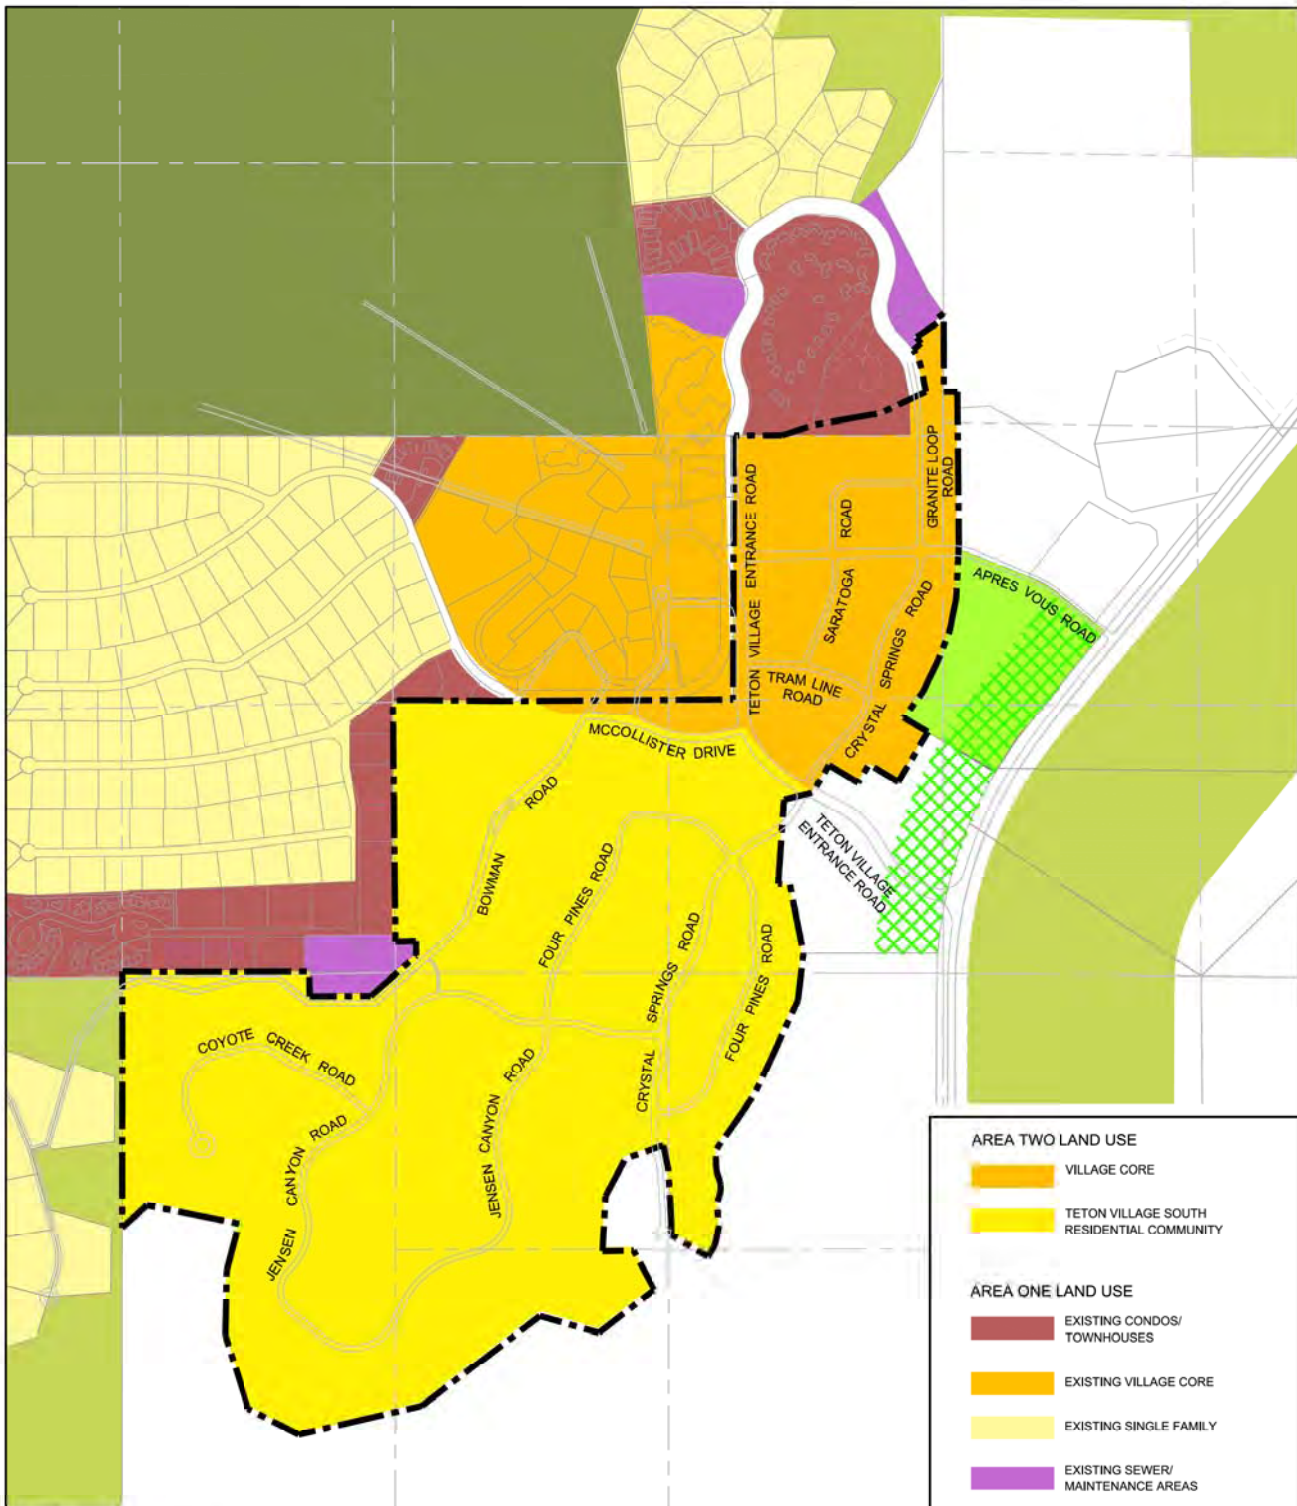 GRANITE LOOP
ROAD
TETON VILLAGE ENTRANCE ROAD
ROAD
SARATOGA
APRES VOUS ROAD
SPRINGS ROAD
CRYSTAL
TRAM LINE
ROAD
MCCOLLISTER DRIVE
ROAD
BOWMAN
FOUR PINES ROAD
TETON VILLAGE
ENTRANCE ROAD
SPRINGS ROAD
CRYSTAL
FOUR PINES ROAD
COYOTE CREEK ROAD
JENSEN CANYON ROAD
JENSEN CANYON ROAD
AREA TWO LAND USE
VILLAGE CORE
TETON VILLAGE SOUTH
RESIDENTIAL COMMUNITY
AREA ONE LAND USE
EXISTING CONDOS/
TOWNHOUSES
EXISTING VILLAGE CORE
EXISTING SINGLE FAMILY
EXISTING SEWER/
MAINTENANCE AREAS